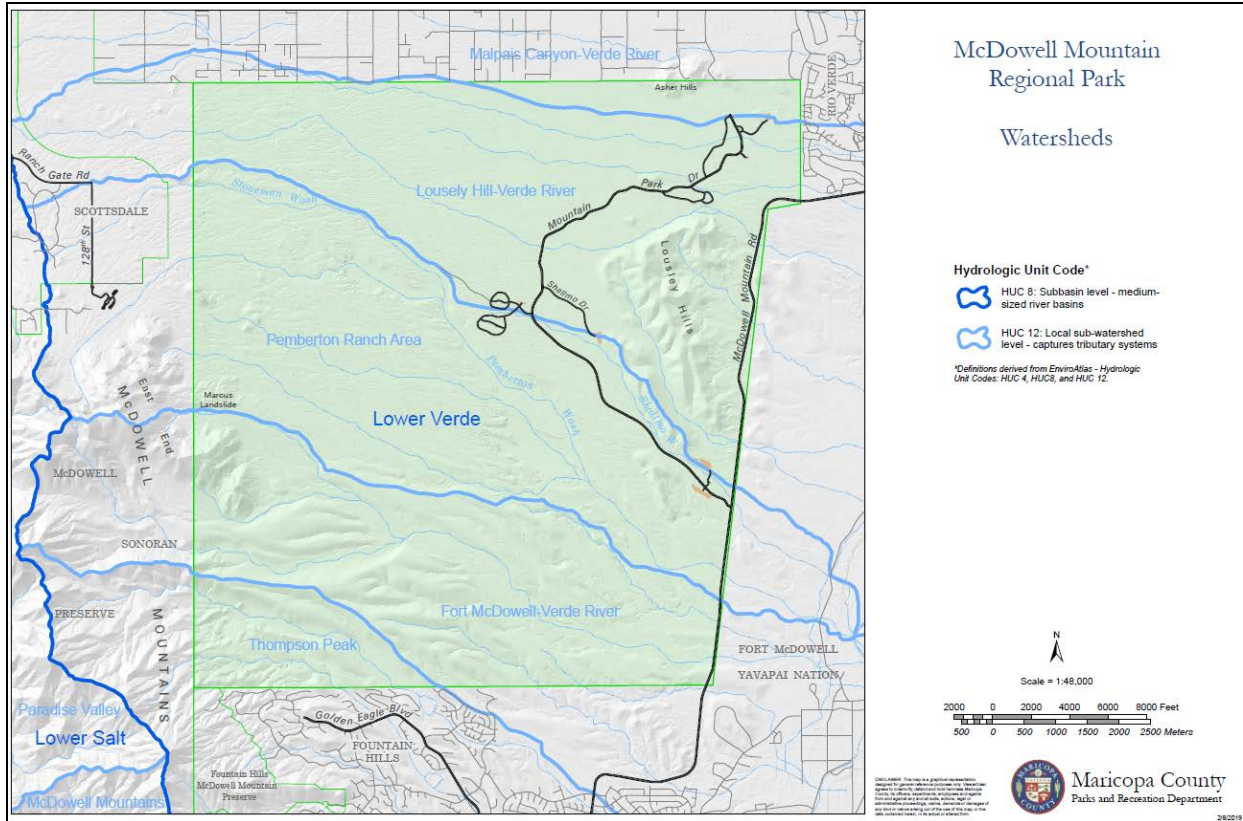 Malpais Canyon-Verde River
Asher Hills
RIO VERDE
Ranch Gate Rd
SCOTTSDALE
128th St
Stoneman Wash
Lousely Hill-Verde River
Mountain Park Dr
Lousley Hills
McDowell Mountain Rd
Shallmo Dr
Pemberton Ranch Area
Pemberton Wash
Shallmo W
Marcus
Landslide
East End
McDOWELL
MOUNTAINS
Lower Verde
McDOWELL
SONORAN
PRESERVE
Fort McDowell-Verde River
Thompson Peak
FORT McDOWELL
YAVAPAI NATION
Paradise Valley
Lower Salt
McDowell Mountains
Golden Eagle Blvd
FOUNTAIN
HILLS
Fountain Hills
McDowell Mountain
Preserve
McDowell Mountain
Regional Park
Watersheds
Hydrologic Unit Code*
HUC 8: Subbasin level - medium-
sized river basins
HUC 12: Local sub-watershed
level - captures tributary systems
*Definitions derived from EnviroAtlas - Hydrologic
Unit Codes: HUC 4, HUC8, and HUC 12.
N
Scale = 1:48,000
2000 0 2000 4000 6000 8000 Feet
500 0 500 1000 1500 2000 2500 Meters
MARICOPA
COUNTY
Maricopa County
Parks and Recreation Department
2/8/2019